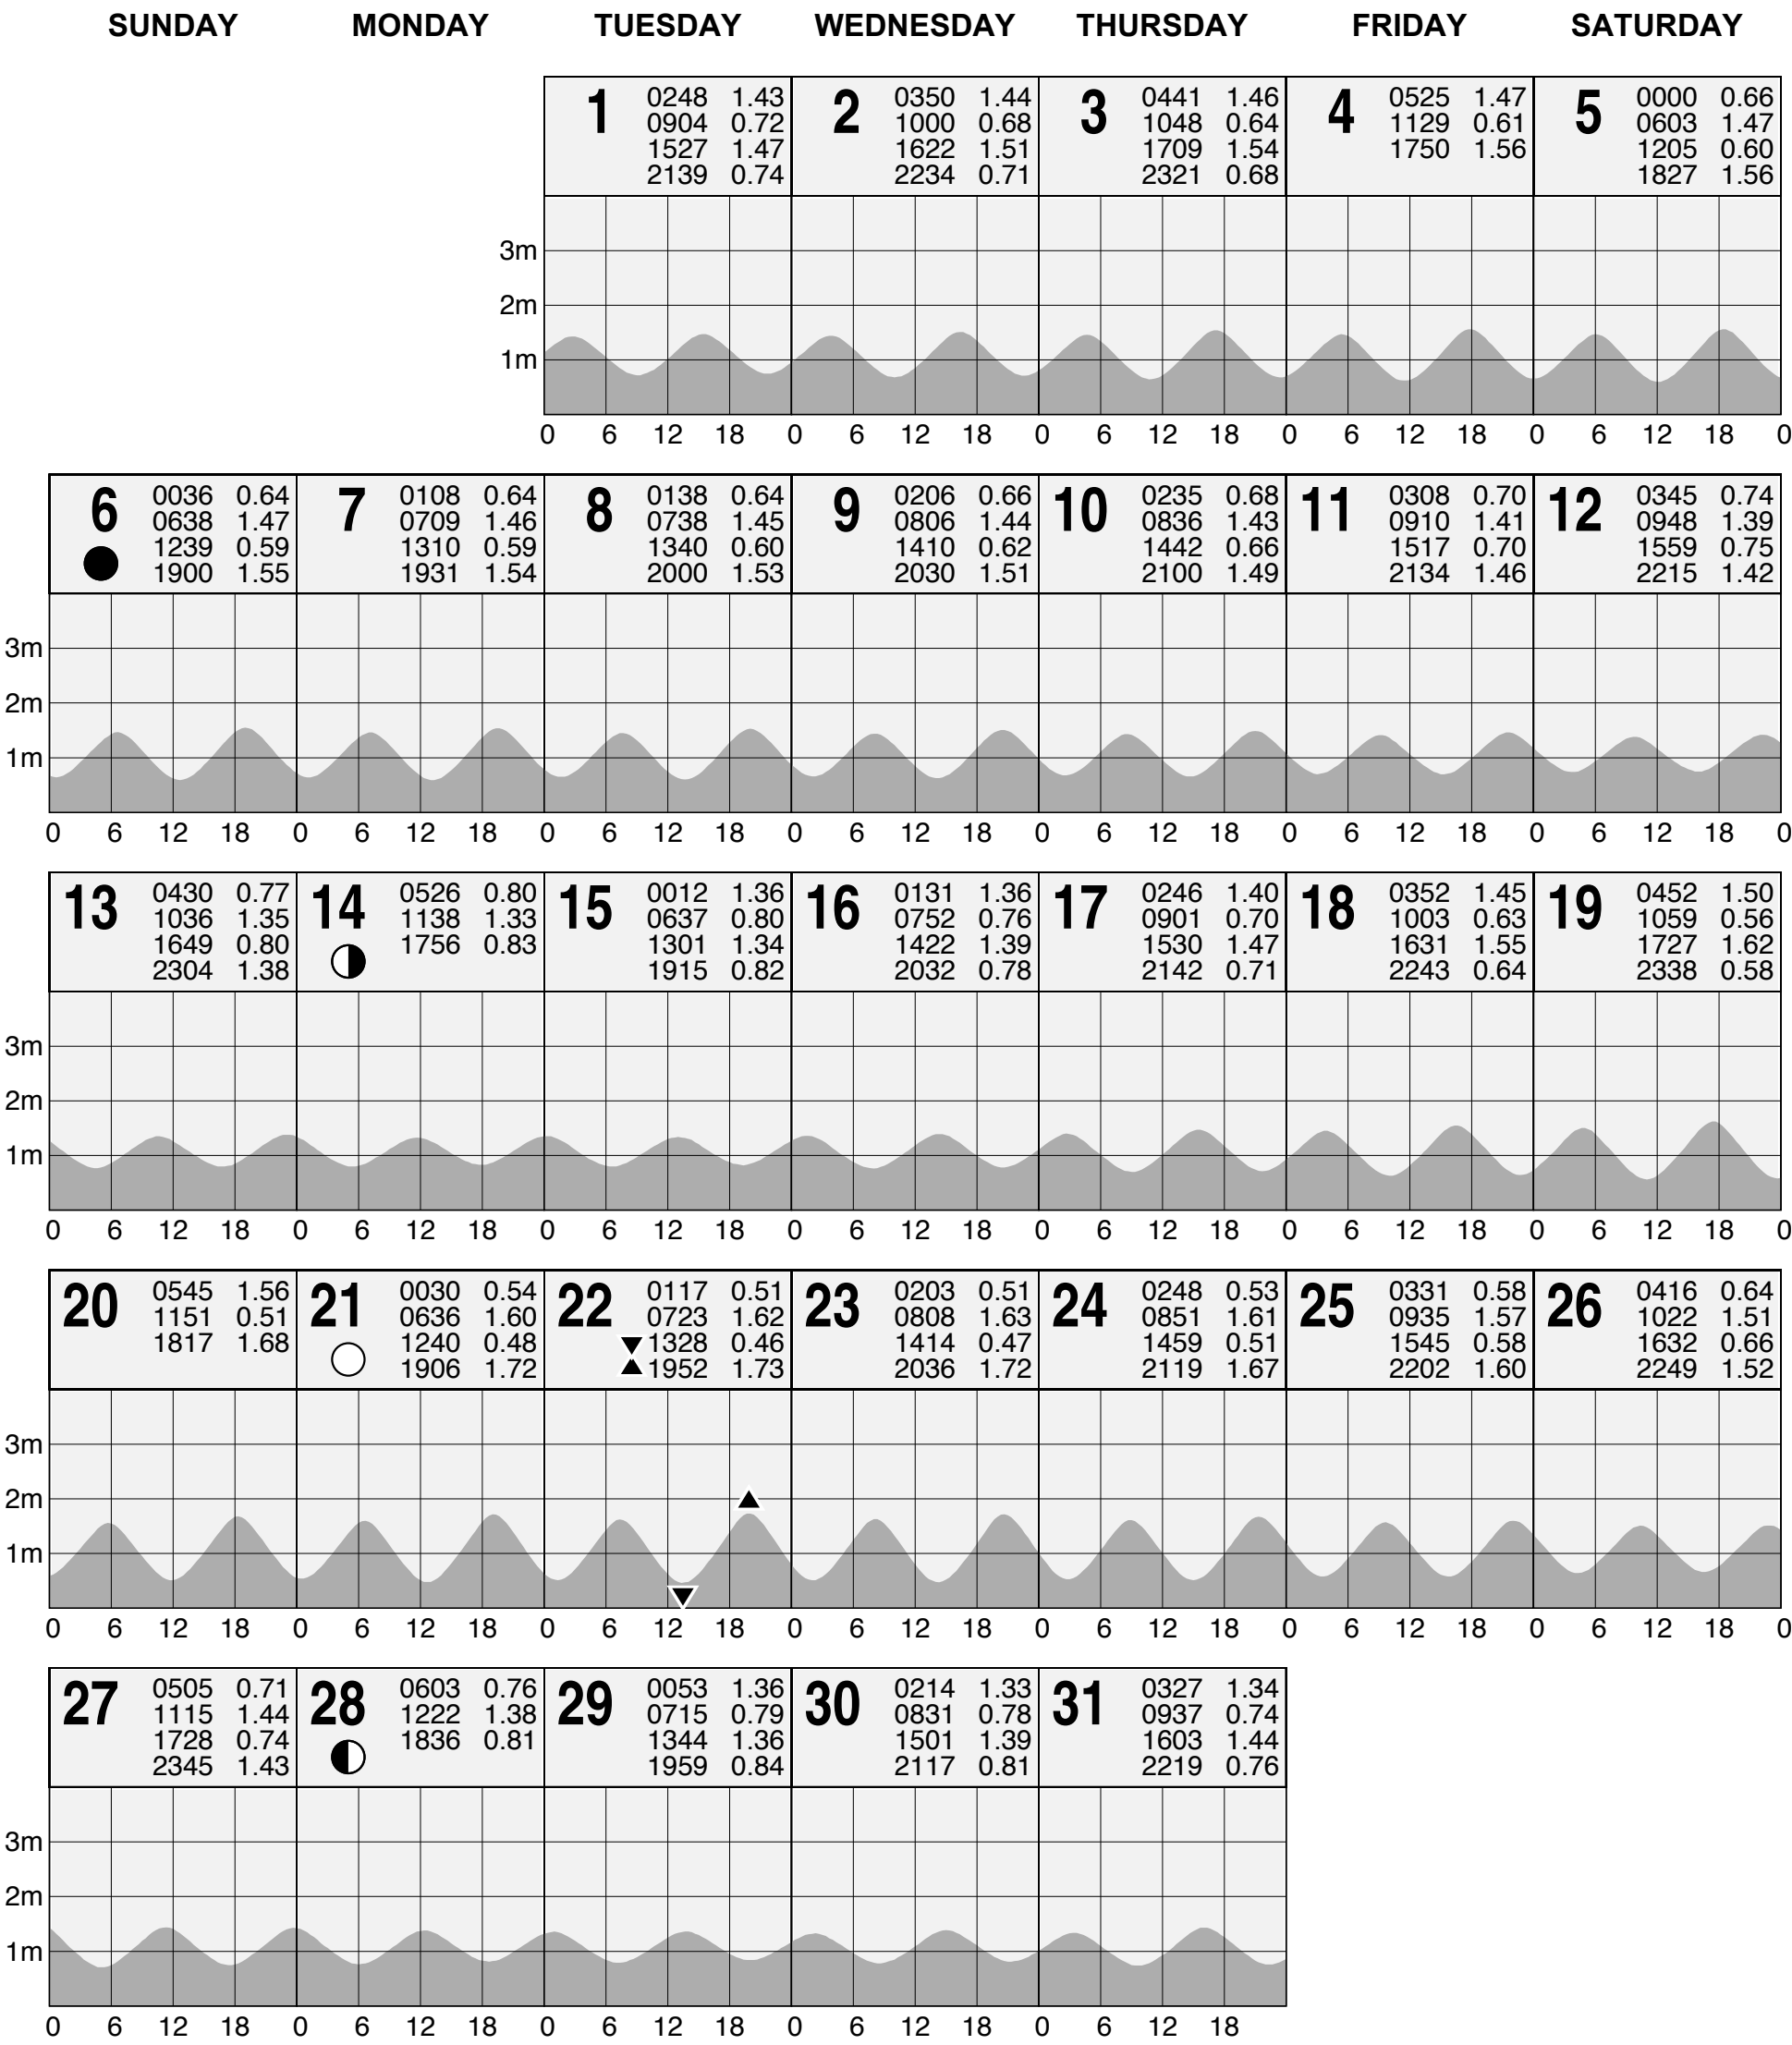 SUNDAY MONDAY TUESDAY WEDNESDAY THURSDAY FRIDAY SATURDAY
1 0248 1.43 2 0350 1.44 3 0441 1.46 4 0525 1.47 5 0000 0.66
0904 0.72 1000 0.68 1048 0.64 1129 0.61 0603 1.47
1527 1.47 1622 1.51 1709 1.54 1750 1.56 1205 0.60
2139 0.74 2234 0.71 2321 0.68 1827 1.56
3m
2m
1m
0 6 12 18 0 6 12 18 0 6 12 18 0 6 12 18 0 6 12 18 0
6 0036 0.64 7 0108 0.64 8 0138 0.64 9 0206 0.66 10 0235 0.68 11 0308 0.70 12 0345 0.74
0638 1.47 0709 1.46 0738 1.45 0806 1.44 0836 1.43 0910 1.41 0948 1.39
1239 0.59 1310 0.59 1340 0.60 1410 0.62 1442 0.66 1517 0.70 1559 0.75
1900 1.55 1931 1.54 2000 1.53 2030 1.51 2100 1.49 2134 1.46 2215 1.42
3m
2m
1m
0 6 12 18 0 6 12 18 0 6 12 18 0 6 12 18 0 6 12 18 0 6 12 18 0 6 12 18 0
13 0430 0.77 14 0526 0.80 15 0012 1.36 16 0131 1.36 17 0246 1.40 18 0352 1.45 19 0452 1.50
1036 1.35 1138 1.33 0637 0.80 0752 0.76 0901 0.70 1003 0.63 1059 0.56
1649 0.80 1756 0.83 1301 1.34 1422 1.39 1530 1.47 1631 1.55 1727 1.62
2304 1.38 1915 0.82 2032 0.78 2142 0.71 2243 0.64 2338 0.58
3m
2m
1m
0 6 12 18 0 6 12 18 0 6 12 18 0 6 12 18 0 6 12 18 0 6 12 18 0 6 12 18 0
20 0545 1.56 21 0030 0.54 22 0117 0.51 23 0203 0.51 24 0248 0.53 25 0331 0.58 26 0416 0.64
1151 0.51 0636 1.60 0723 1.62 0808 1.63 0851 1.61 0935 1.57 1022 1.51
1817 1.68 1240 0.48 1328 0.46 1414 0.47 1459 0.51 1545 0.58 1632 0.66
1906 1.72 1952 1.73 2036 1.72 2119 1.67 2202 1.60 2249 1.52
3m
2m
1m
0 6 12 18 0 6 12 18 0 6 12 18 0 6 12 18 0 6 12 18 0 6 12 18 0 6 12 18 0
27 0505 0.71 28 0603 0.76 29 0053 1.36 30 0214 1.33 31 0327 1.34
1115 1.44 1222 1.38 0715 0.79 0831 0.78 0937 0.74
1728 0.74 1836 0.81 1344 1.36 1501 1.39 1603 1.44
2345 1.43 1959 0.84 2117 0.81 2219 0.76
3m
2m
1m
0 6 12 18 0 6 12 18 0 6 12 18 0 6 12 18 0 6 12 18